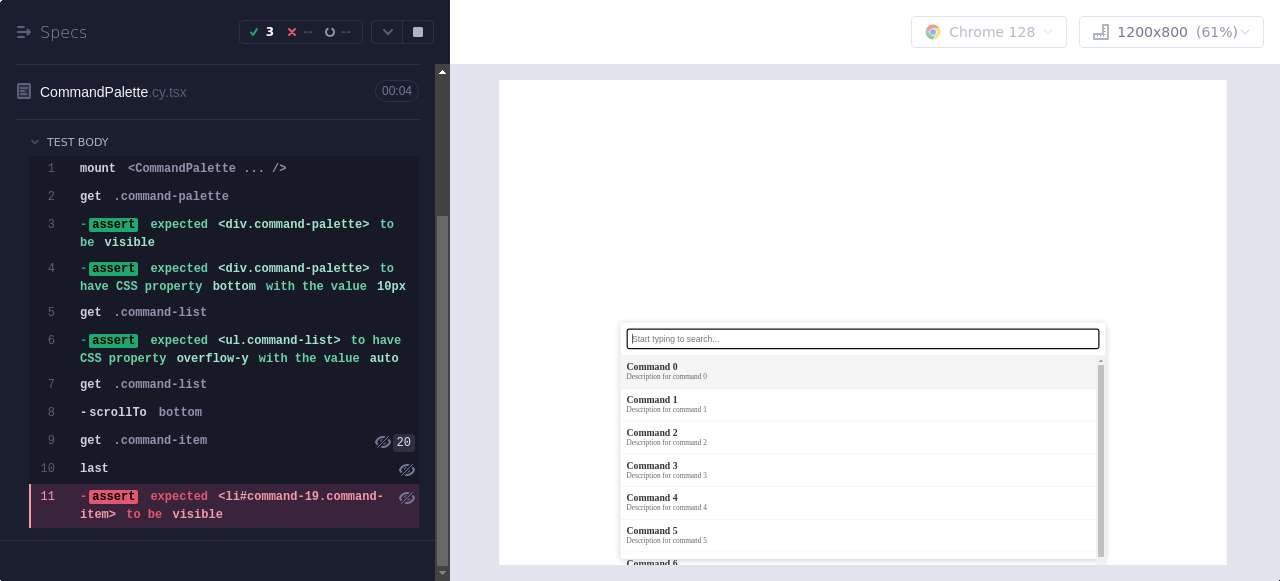 Specs
3 -- --
Chrome 128
1200x800 (61%)
CommandPalette.cy.tsx
00:04
TEST BODY
1 mount <CommandPalette ... />
2 get .command-palette
3 -assert expected <div.command-palette> to
be visible
4 -assert expected <div.command-palette> to
have CSS property bottom with the value 10px
5 get .command-list
6 -assert expected <ul.command-list> to have
CSS property overflow-y with the value auto
7 get .command-list
8 -scrollTo bottom
9 get .command-item 20
10 last
11 -assert expected <li#command-19.command-
item> to be visible
Start typing to search...
Command 0
Description for command 0
Command 1
Description for command 1
Command 2
Description for command 2
Command 3
Description for command 3
Command 4
Description for command 4
Command 5
Description for command 5
Command 6